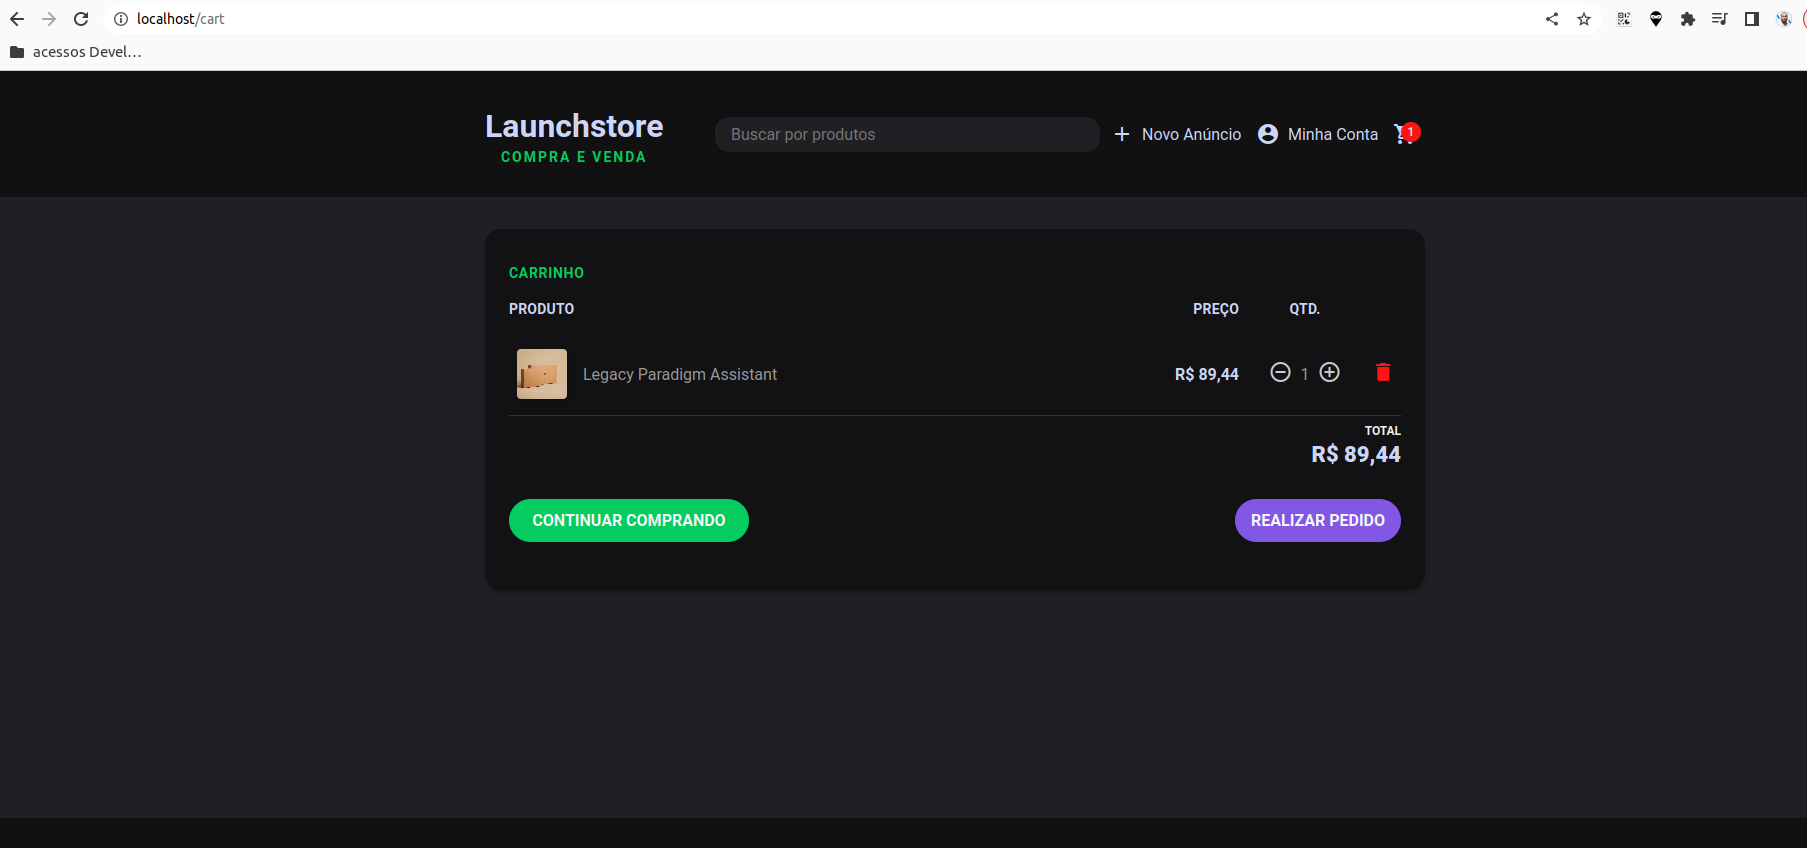 localhost/cart
acessos Devel...
Launchstore
COMPRA E VENDA
Buscar por produtos
Novo Anúncio
Minha Conta
1
CARRINHO
PRODUTO PREÇO QTD.
Legacy Paradigm Assistant R$ 89,44 1
TOTAL
R$ 89,44
CONTINUAR COMPRANDO REALIZAR PEDIDO